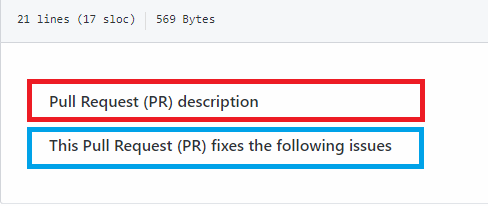 21 lines (17 sloc) 569 Bytes
Pull Request (PR) description
This Pull Request (PR) fixes the following issues